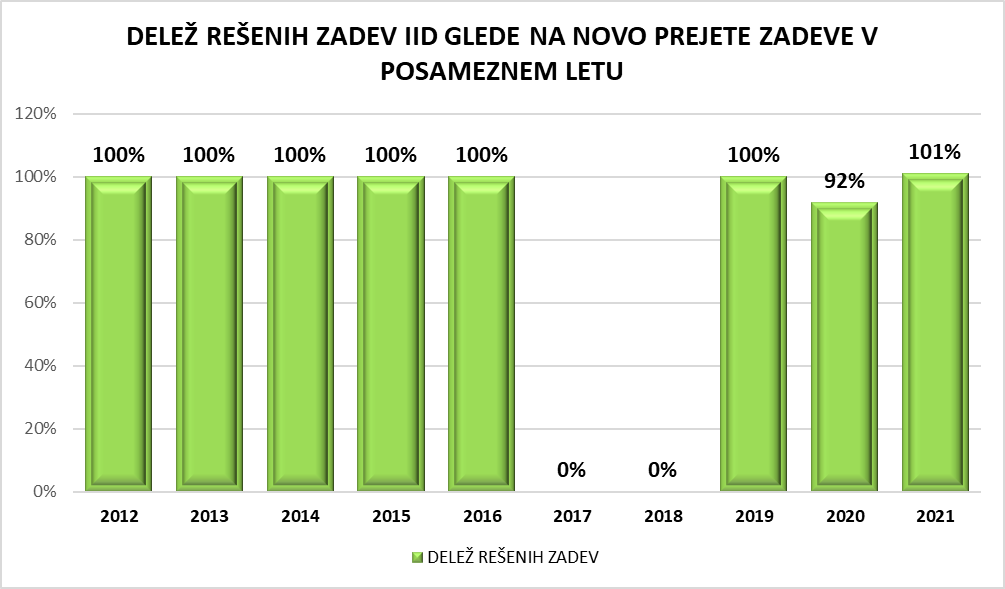 DELEŽ REŠENIH ZADEV IID GLEDE NA NOVO PREJETE ZADEVE V
POSAMEZNEM LETU
120%
100%
80%
60%
40%
20%
0%
100% 100% 100% 100% 100% 0% 0% 100% 92% 101%
2012 2013 2014 2015 2016 2017 2018 2019 2020 2021
DELEŽ REŠENIH ZADEV